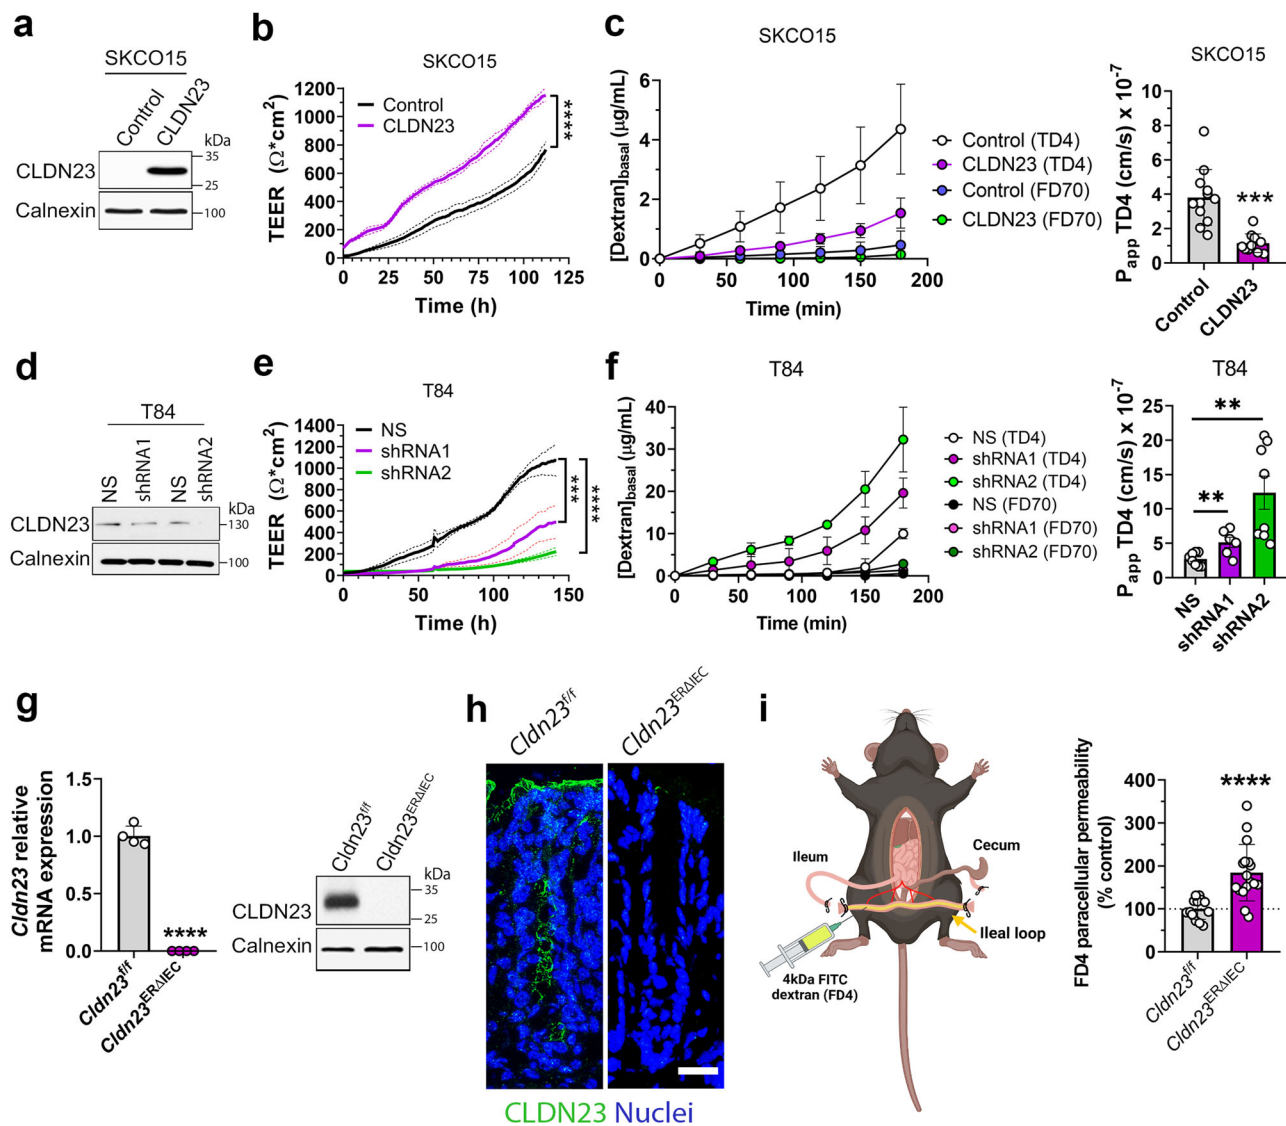 a
SKCO15
Control
CLDN23
kDa
CLDN23
35
25
Calnexin
100
b
SKCO15
TEER (Ω*cm²)
1200
1000
800
600
400
200
0
Control
CLDN23
****
0 25 50 75 100 125
Time (h)
c
SKCO15
[Dextran]basal (μg/mL)
6
4
2
0
0 50 100 150 200
Time (min)
Control (TD4)
CLDN23 (TD4)
Control (FD70)
CLDN23 (FD70)
SKCO15
Papp TD4 (cm/s) x 10⁻⁷
10
8
6
4
2
0
***
Control
CLDN23
d
T84
NS
shRNA1
NS
shRNA2
kDa
CLDN23
130
Calnexin
100
e
T84
TEER (Ω*cm²)
1400
1200
1000
800
600
400
200
0
NS
shRNA1
shRNA2
***
****
0 50 100 150
Time (h)
f
T84
[Dextran]basal (μg/mL)
40
30
20
10
0
0 50 100 150 200
Time (min)
NS (TD4)
shRNA1 (TD4)
shRNA2 (TD4)
NS (FD70)
shRNA1 (FD70)
shRNA2 (FD70)
T84
Papp TD4 (cm/s) x 10⁻⁷
25
20
15
10
5
0
**
**
NS
shRNA1
shRNA2
g
Cldn23 relative
mRNA expression
1.5
1.0
0.5
0.0
****
Cldn23f/f
Cldn23ERΔIEC
Cldn23f/f
Cldn23ERΔIEC
kDa
CLDN23
35
25
Calnexin
100
h
Cldn23f/f
Cldn23ERΔIEC
CLDN23 Nuclei
i
Ileum
Cecum
Ileal loop
4kDa FITC
dextran (FD4)
FD4 paracellular permeability
(% control)
400
300
200
100
0
****
Cldn23f/f
Cldn23ERΔIEC